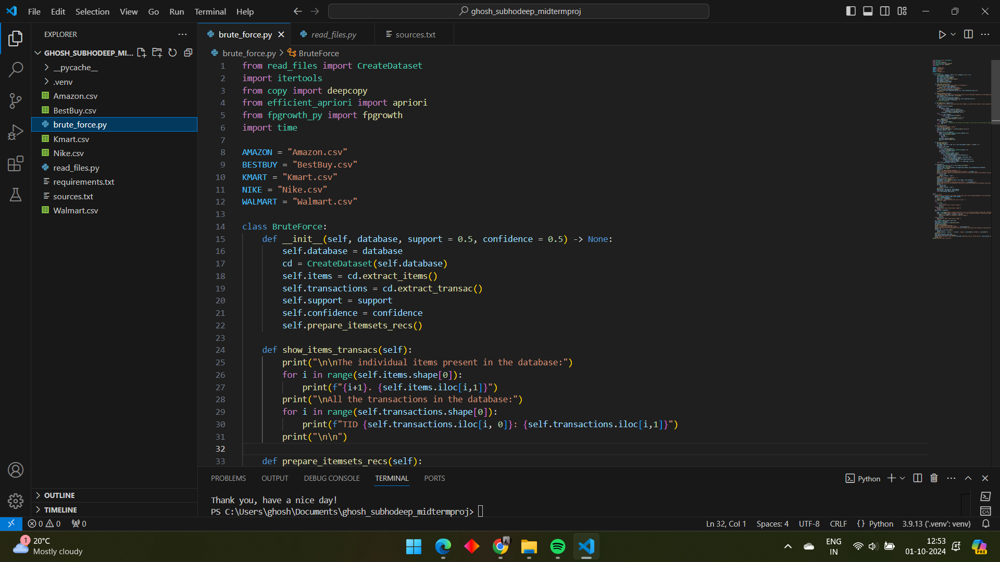 File Edit Selection View Go Run Terminal Help
ghosh_subhodeep_midtermproj
EXPLORER
GHOSH_SUBHODEEP_MI...
__pycache__
.venv
Amazon.csv
BestBuy.csv
brute_force.py
Kmart.csv
Nike.csv
read_files.py
requirements.txt
sources.txt
Walmart.csv
OUTLINE
TIMELINE
brute_force.py read_files.py sources.txt
brute_force.py > BruteForce
1 from read_files import CreateDataset
2 import itertools
3 from copy import deepcopy
4 from efficient_apriori import apriori
5 from fpgrowth_py import fpgrowth
6 import time
7
8 AMAZON = "Amazon.csv"
9 BESTBUY = "BestBuy.csv"
10 KMART = "Kmart.csv"
11 NIKE = "Nike.csv"
12 WALMART = "Walmart.csv"
13
14 class BruteForce:
15     def __init__(self, database, support = 0.5, confidence = 0.5) -> None:
16         self.database = database
17         cd = CreateDataset(self.database)
18         self.items = cd.extract_items()
19         self.transactions = cd.extract_transac()
20         self.support = support
21         self.confidence = confidence
22         self.prepare_itemsets_recs()
23
24     def show_items_transacs(self):
25         print("\n\nThe individual items present in the database:")
26         for i in range(self.items.shape[0]):
27             print(f"{i+1}. {self.items.iloc[i,1]}")
28         print("\nAll the transactions in the database:")
29         for i in range(self.transactions.shape[0]):
30             print(f"TID {self.transactions.iloc[i, 0]}: {self.transactions.iloc[i,1]}")
31         print("\n\n")
32
33     def prepare_itemsets_recs(self):
PROBLEMS OUTPUT DEBUG CONSOLE TERMINAL PORTS
Python
Thank you, have a nice day!
PS C:\Users\ghosh\Documents\ghosh_subhodeep_midtermproj>
0 0 0
Ln 32, Col 1 Spaces: 4 UTF-8 CRLF {} Python 3.9.13 ('.venv': venv)
1
20°C
Mostly cloudy
ENG
IN
12:53
01-10-2024
PRE